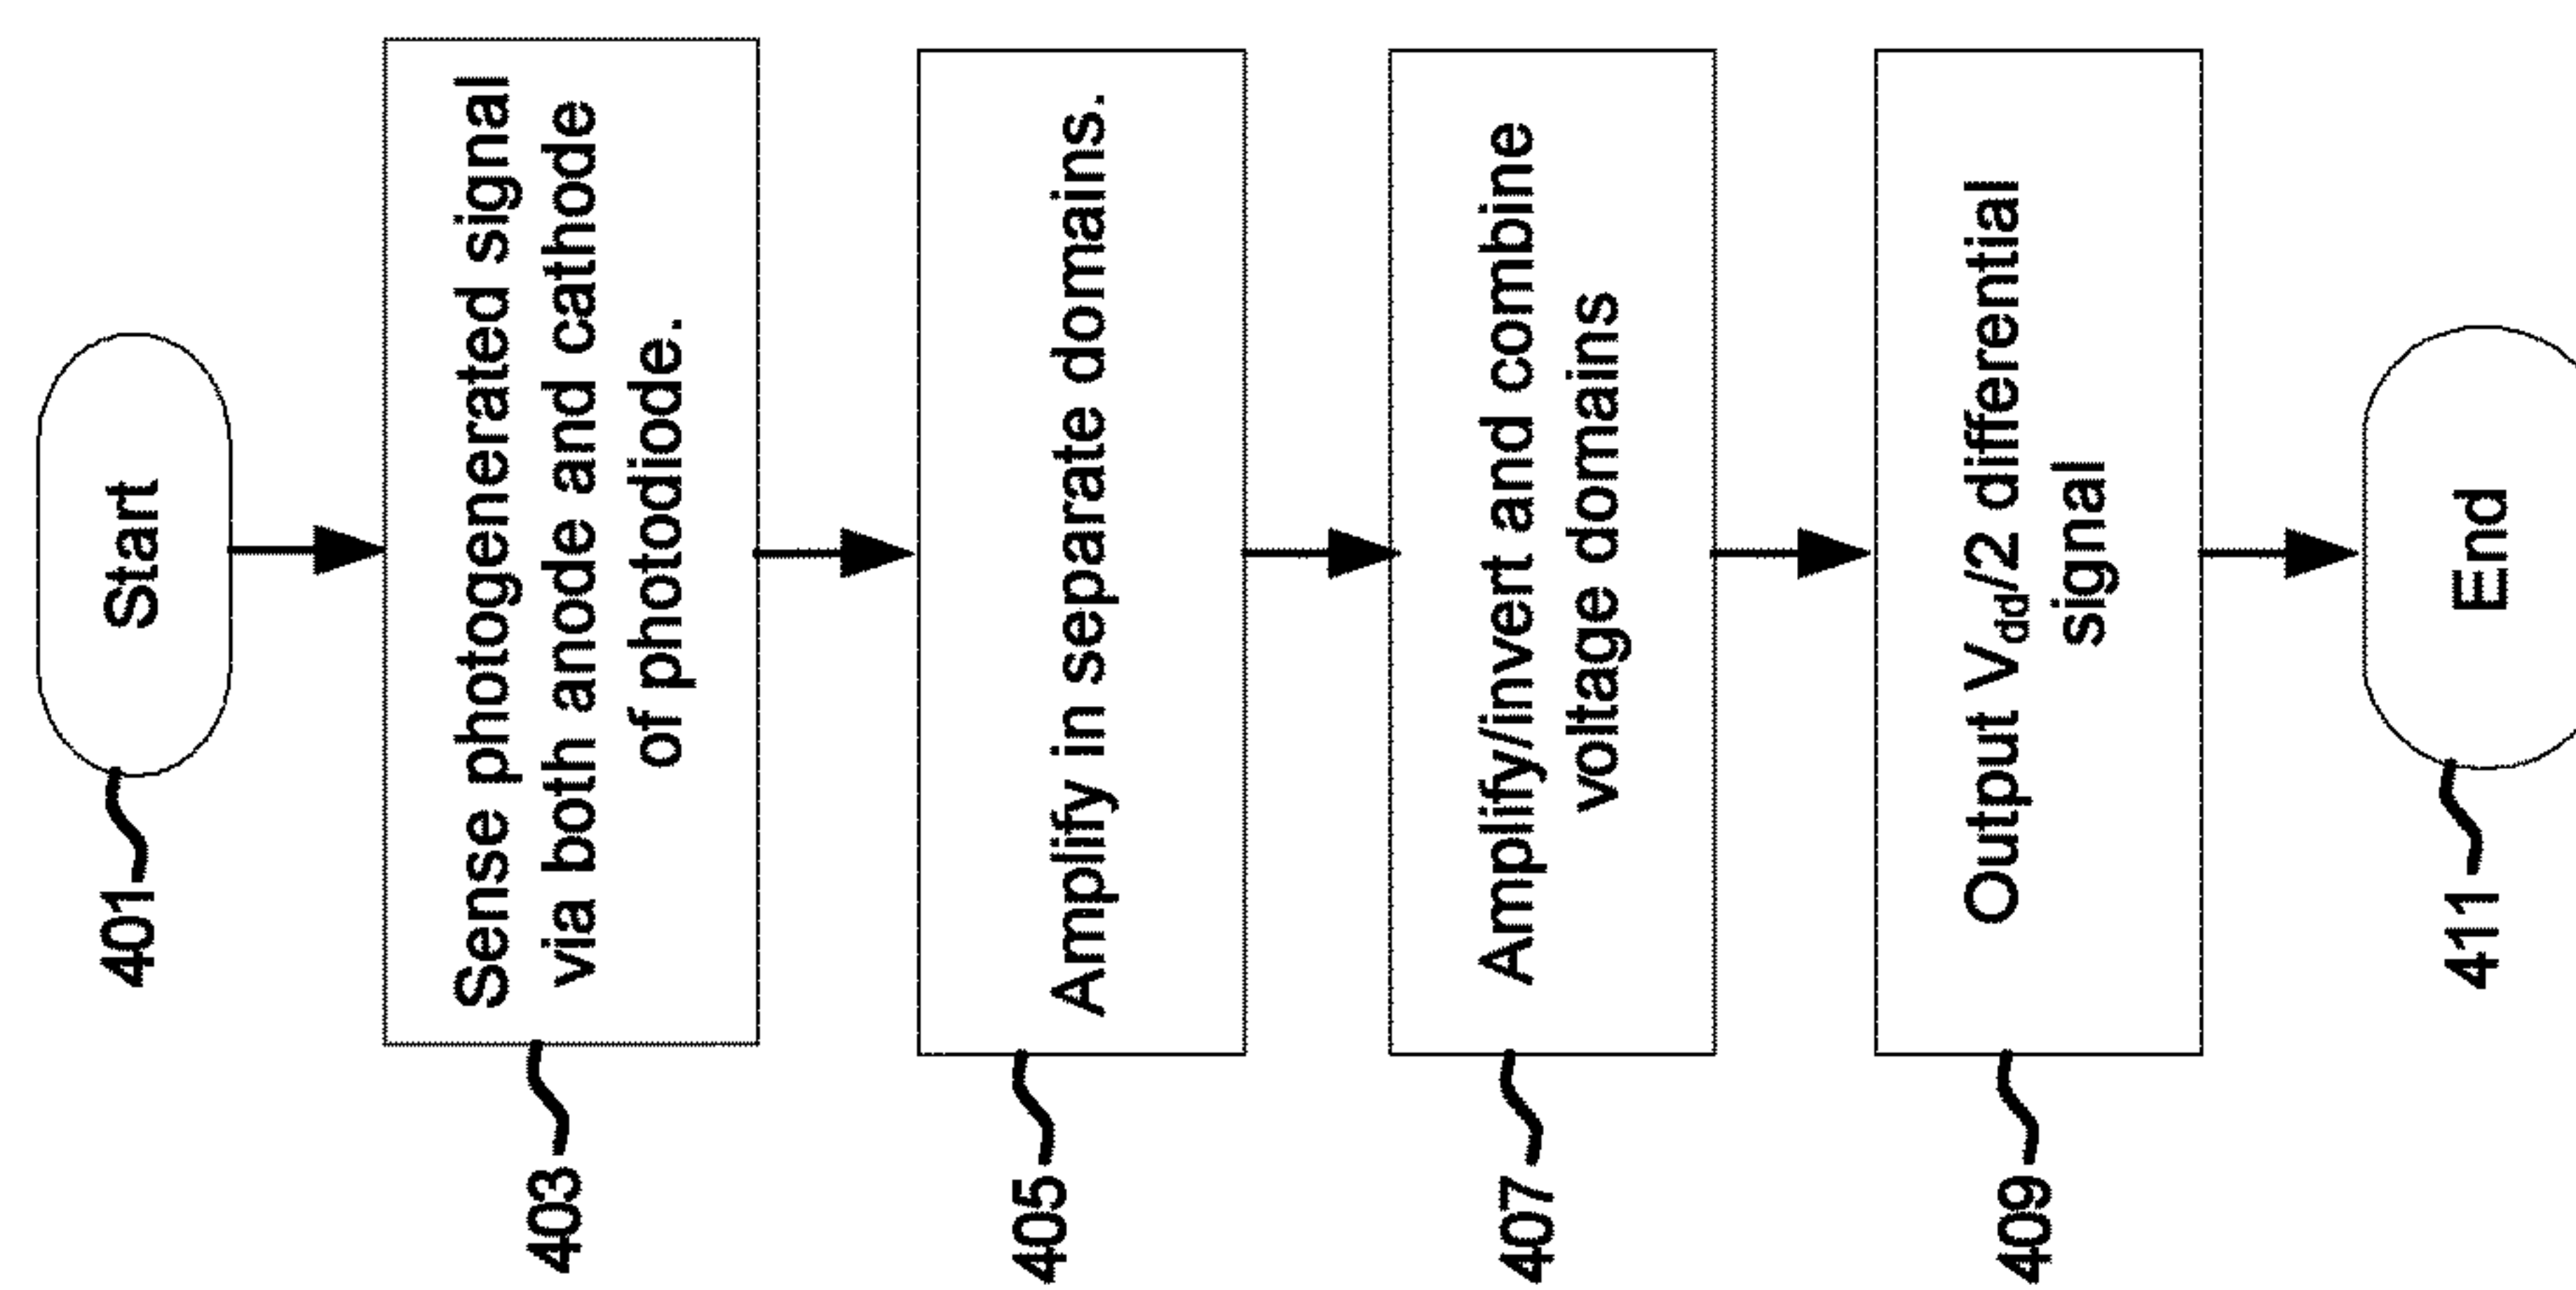 401
Start
403
Sense photogenerated signal
via both anode and cathode
of photodiode.
405
Amplify in separate domains.
407
Amplify/invert and combine
voltage domains
409
Output Vdd/2 differential
signal
411
End